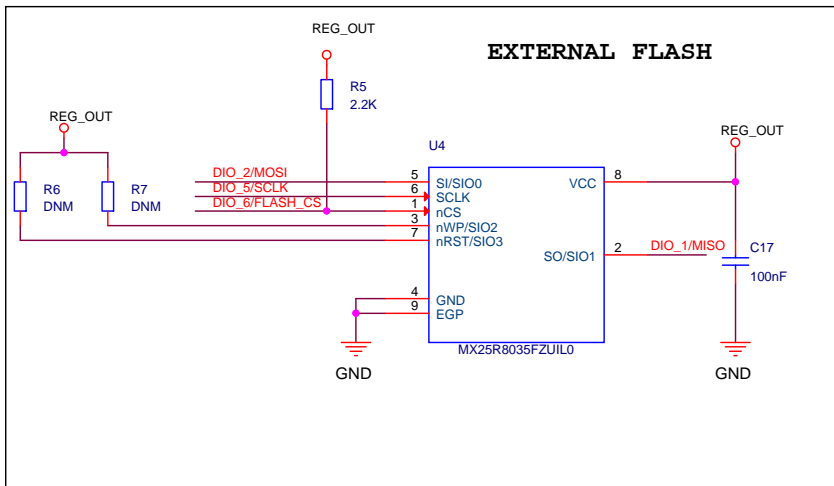 REG_OUT
EXTERNAL FLASH
R5
2.2K
REG_OUT
REG_OUT
U4
R6
DNM
R7
DNM
DIO_2/MOSI
DIO_5/SCLK
DIO_6/FLASH_CS
5
6
1
3
7
SI/SIO0
SCLK
nCS
nWP/SIO2
nRST/SIO3
VCC
8
SO/SIO1
2
DIO_1/MISO
C17
100nF
4
9
GND
EGP
MX25R8035FZUIL0
GND
GND